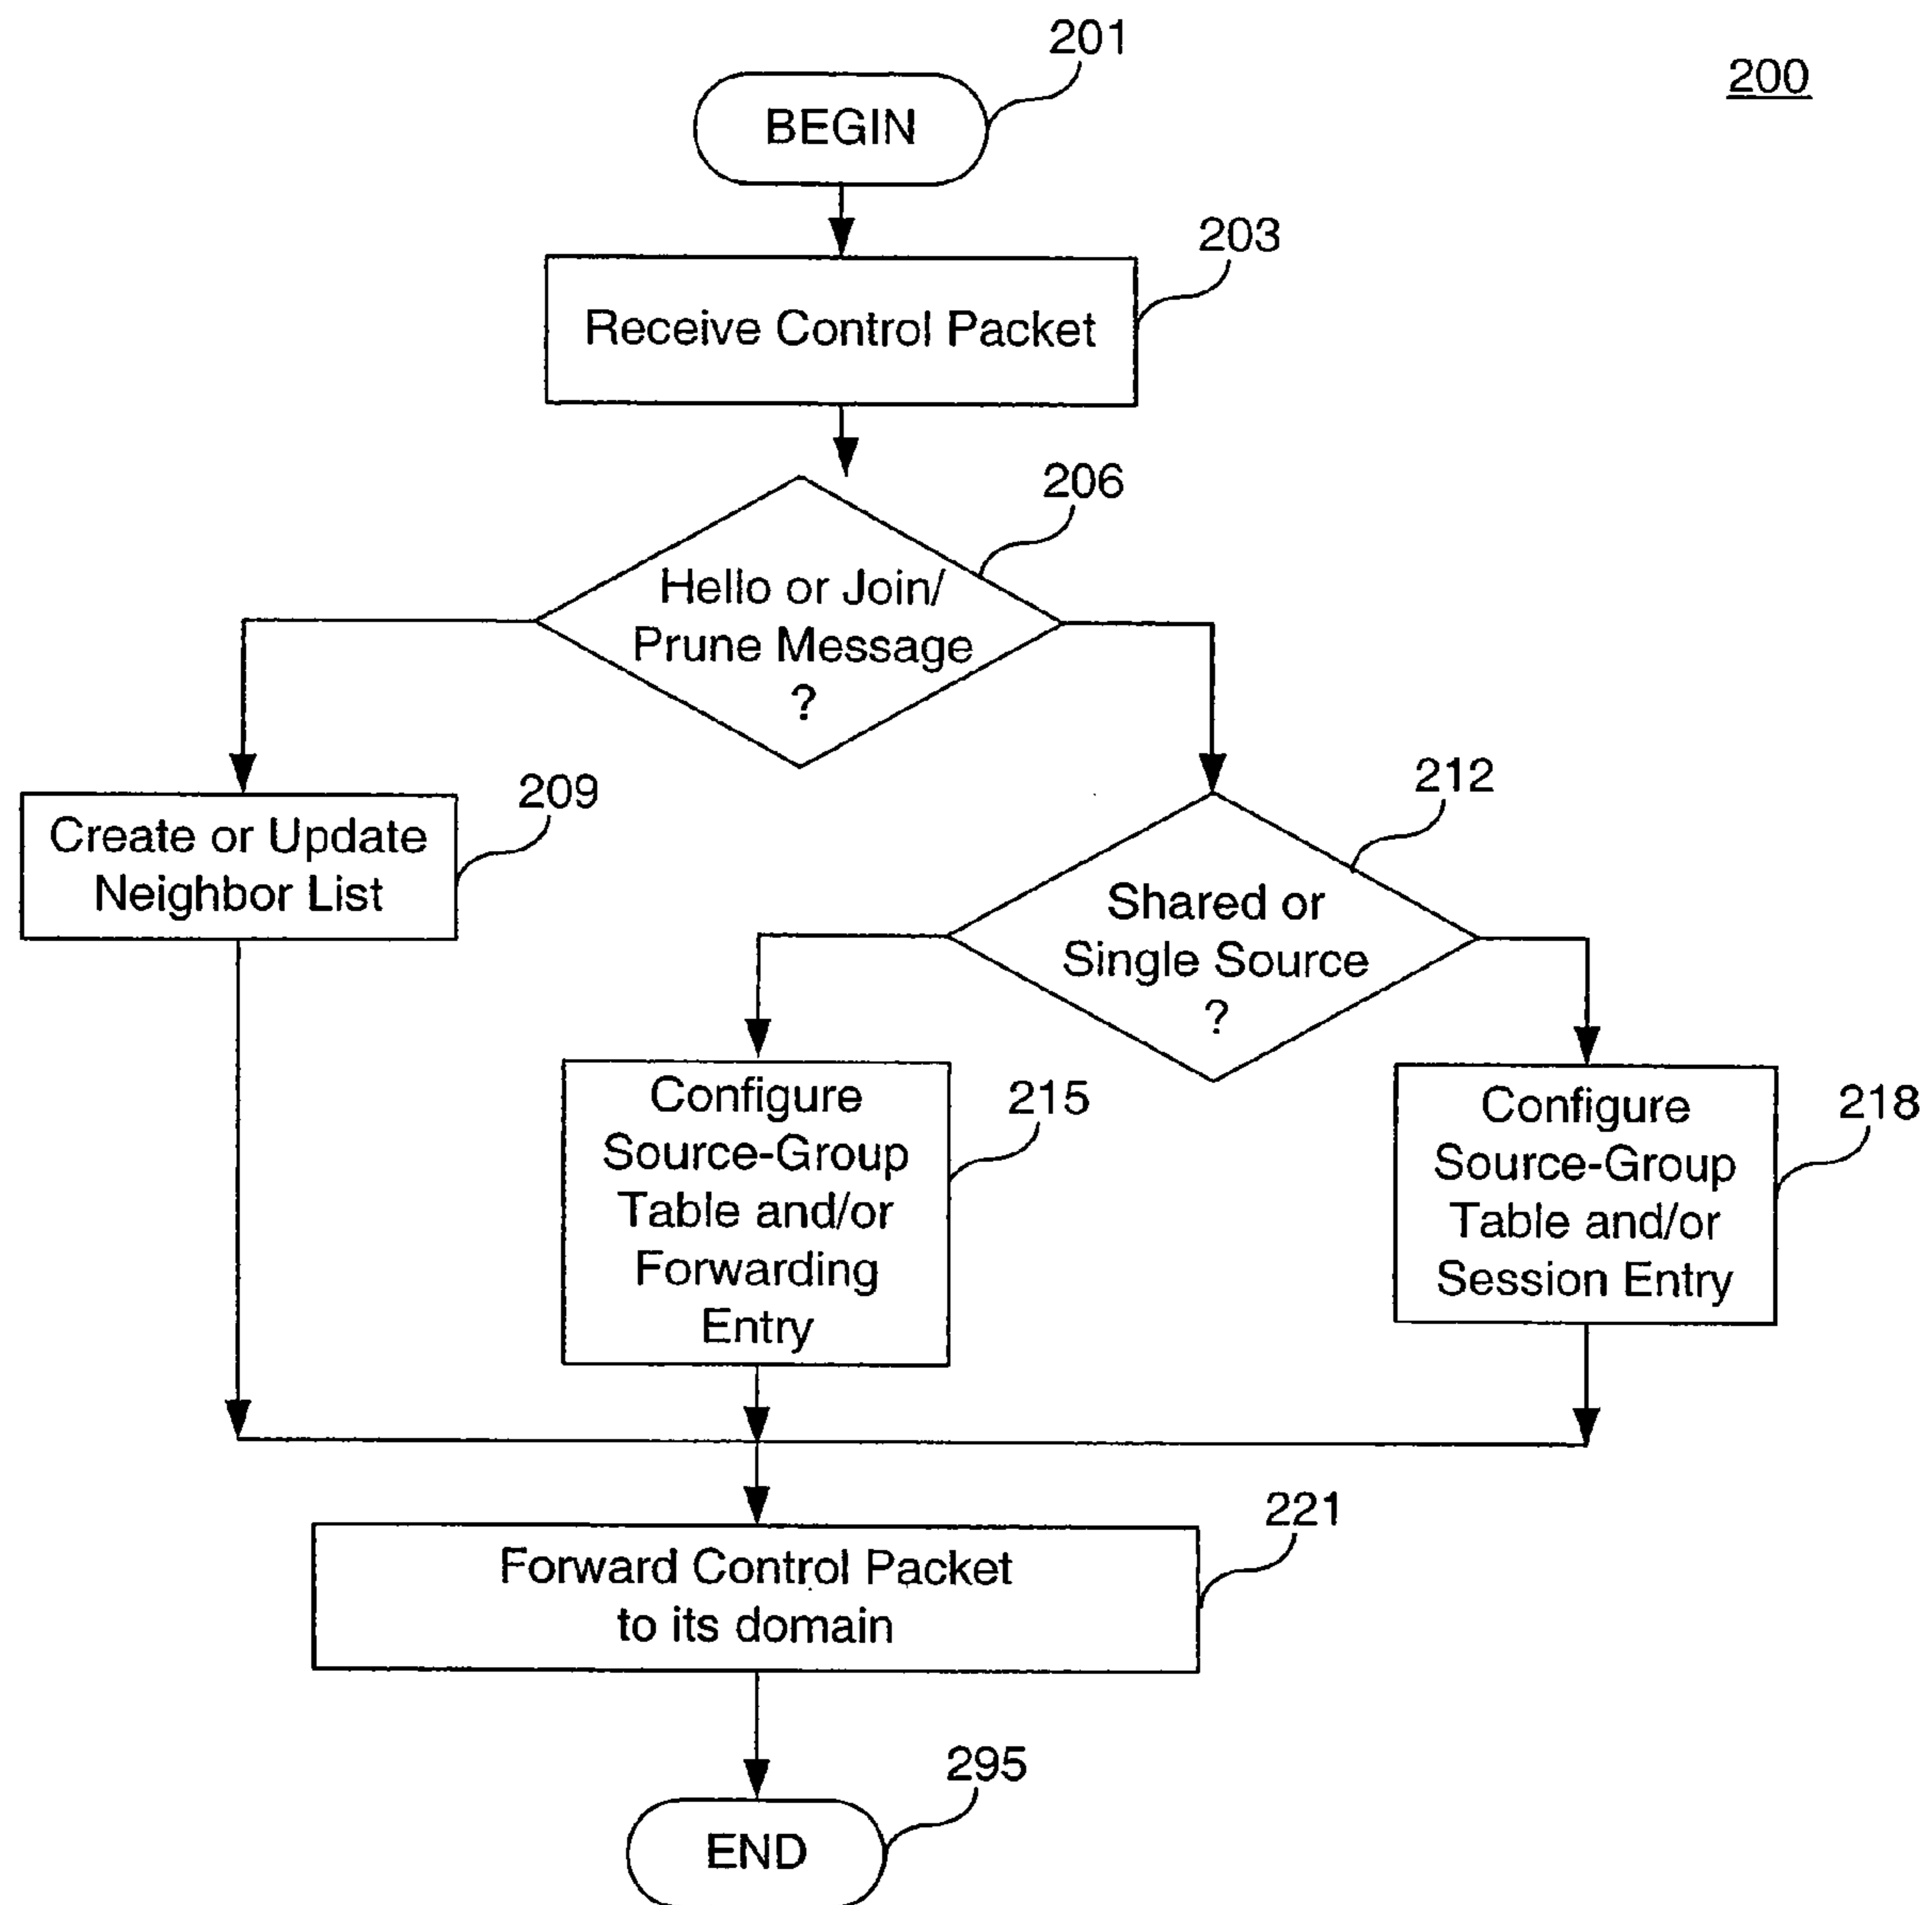 201
200
BEGIN
203
Receive Control Packet
206
Hello or Join/
Prune Message
?
209
Create or Update
Neighbor List
212
Shared or
Single Source
?
215
Configure
Source-Group
Table and/or
Forwarding
Entry
218
Configure
Source-Group
Table and/or
Session Entry
221
Forward Control Packet
to its domain
295
END